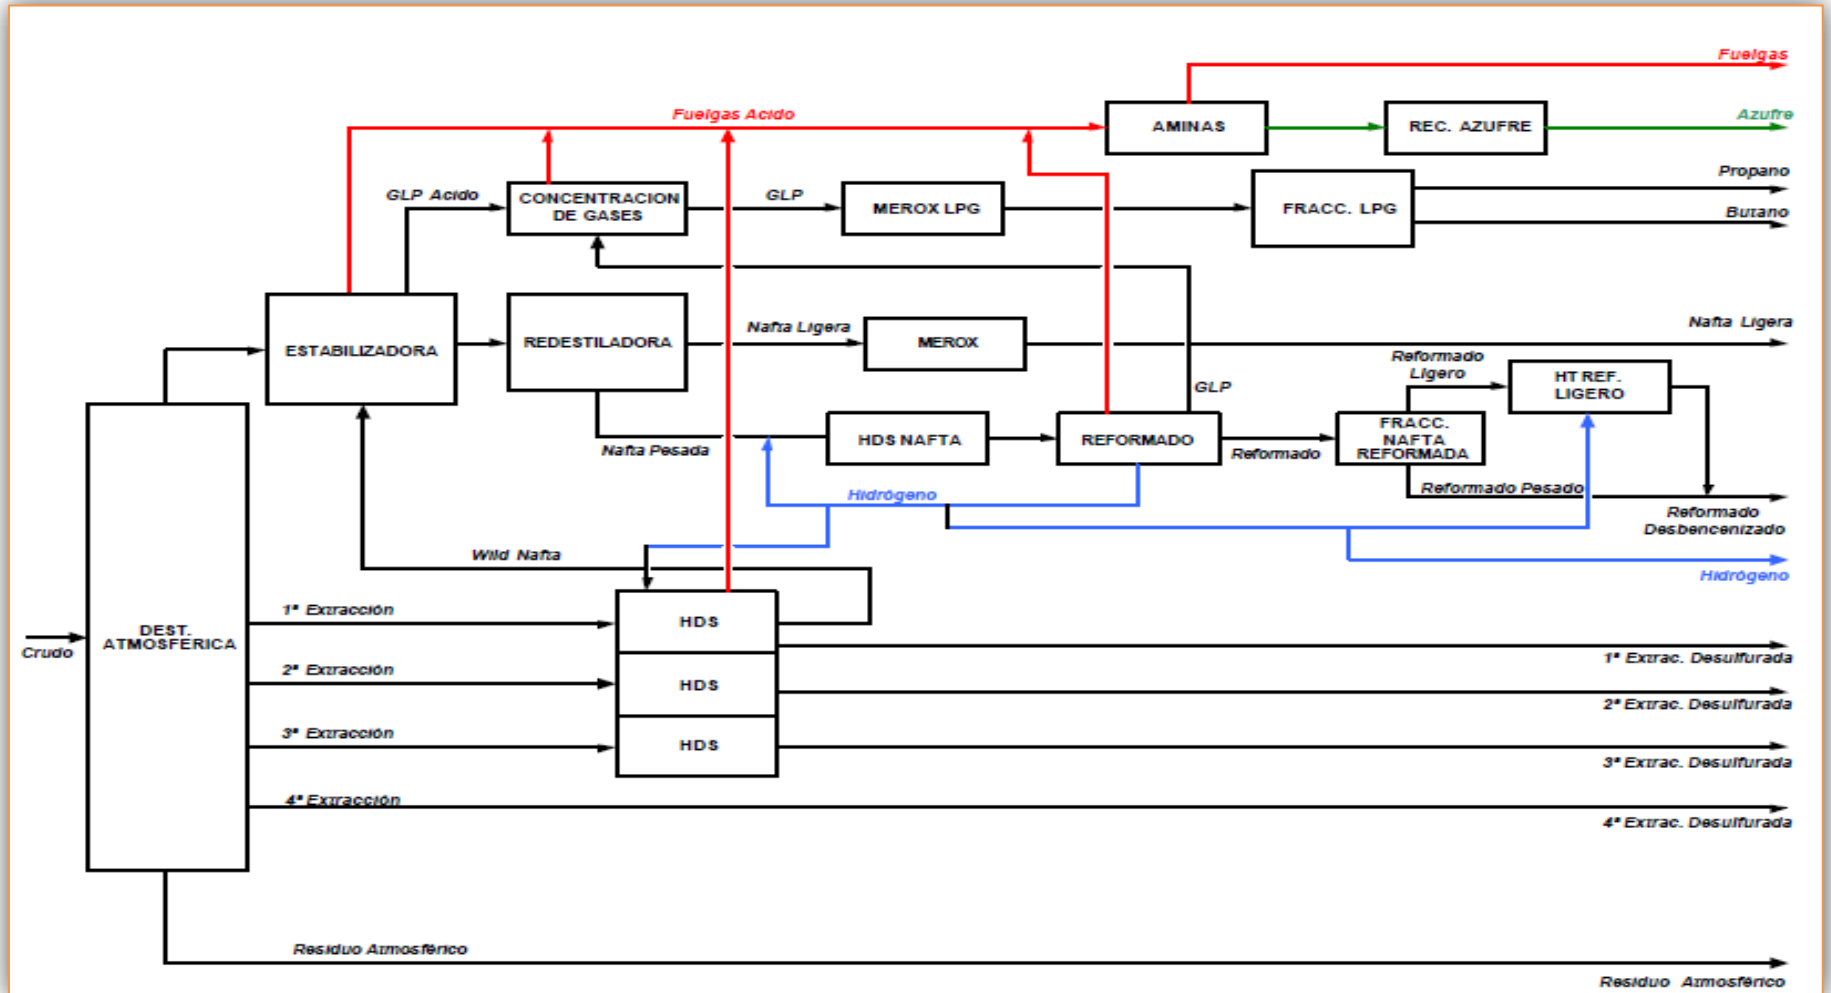 Fuelgas
Fuelgas Acido
AMINAS
REC. AZUFRE
Azufre
GLP Acido
CONCENTRACION
DE GASES
GLP
MEROX LPG
FRACC. LPG
Propano
Butano
ESTABILIZADORA
REDESTILADORA
Nafta Ligera
MEROX
Nafta Ligera
Reformado
Ligero
HT REF.
LIGERO
GLP
Nafta Pesada
HDS NAFTA
REFORMADO
Reformado
FRACC.
NAFTA
REFORMADA
Reformado Pesado
Reformado
Desbencenizado
Hidrógeno
Hidrógeno
Wild Nafta
Crudo
DEST.
ATMOSFERICA
1ª Extracción
HDS
1ª Extrac. Desulfurada
2ª Extracción
HDS
2ª Extrac. Desulfurada
3ª Extracción
HDS
3ª Extrac. Desulfurada
4ª Extracción
4ª Extrac. Desulfurada
Residuo Atmosférico
Residuo Atmosférico